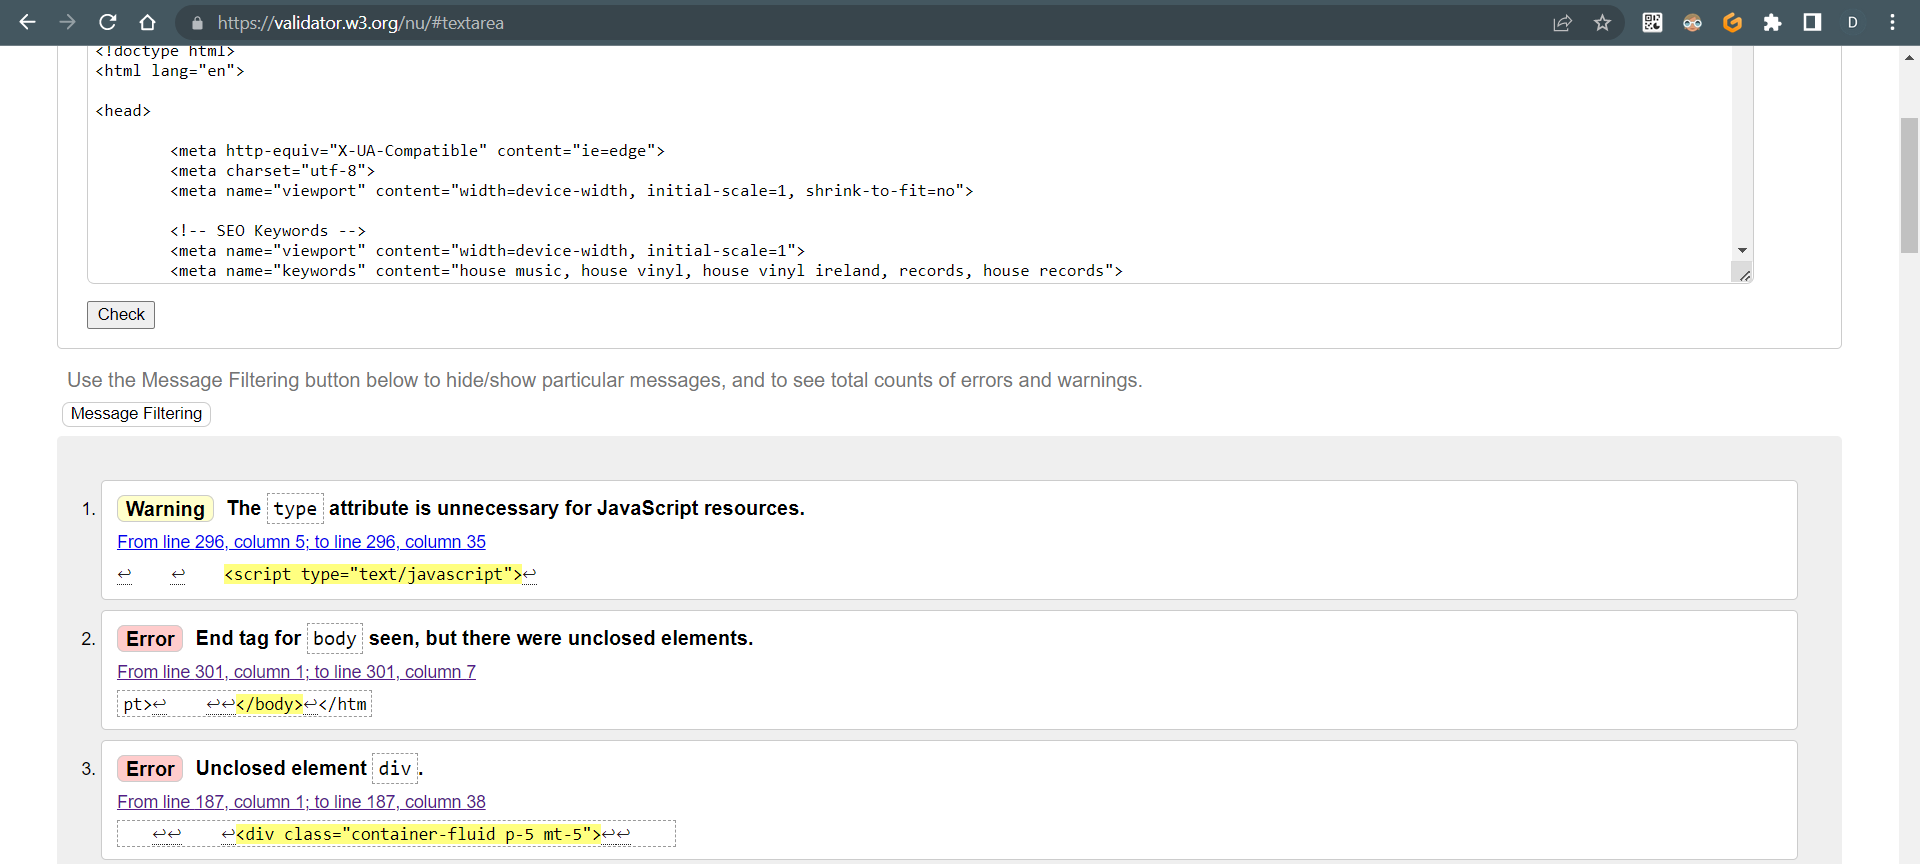 https://validator.w3.org/nu/#textarea
D
<!doctype html>
<html lang="en">
<head>
<meta http-equiv="X-UA-Compatible" content="ie=edge">
<meta charset="utf-8">
<meta name="viewport" content="width=device-width, initial-scale=1, shrink-to-fit=no">
<!-- SEO Keywords -->
<meta name="viewport" content="width=device-width, initial-scale=1">
<meta name="keywords" content="house music, house vinyl, house vinyl ireland, records, house records">
Check
Use the Message Filtering button below to hide/show particular messages, and to see total counts of errors and warnings.
Message Filtering
1. Warning The type attribute is unnecessary for JavaScript resources.
From line 296, column 5; to line 296, column 35
↩ ↩ <script type="text/javascript">↩
2. Error End tag for body seen, but there were unclosed elements.
From line 301, column 1; to line 301, column 7
pt>↩ ↩↩</body>↩</htm
3. Error Unclosed element div.
From line 187, column 1; to line 187, column 38
↩↩ ↩<div class="container-fluid p-5 mt-5">↩↩